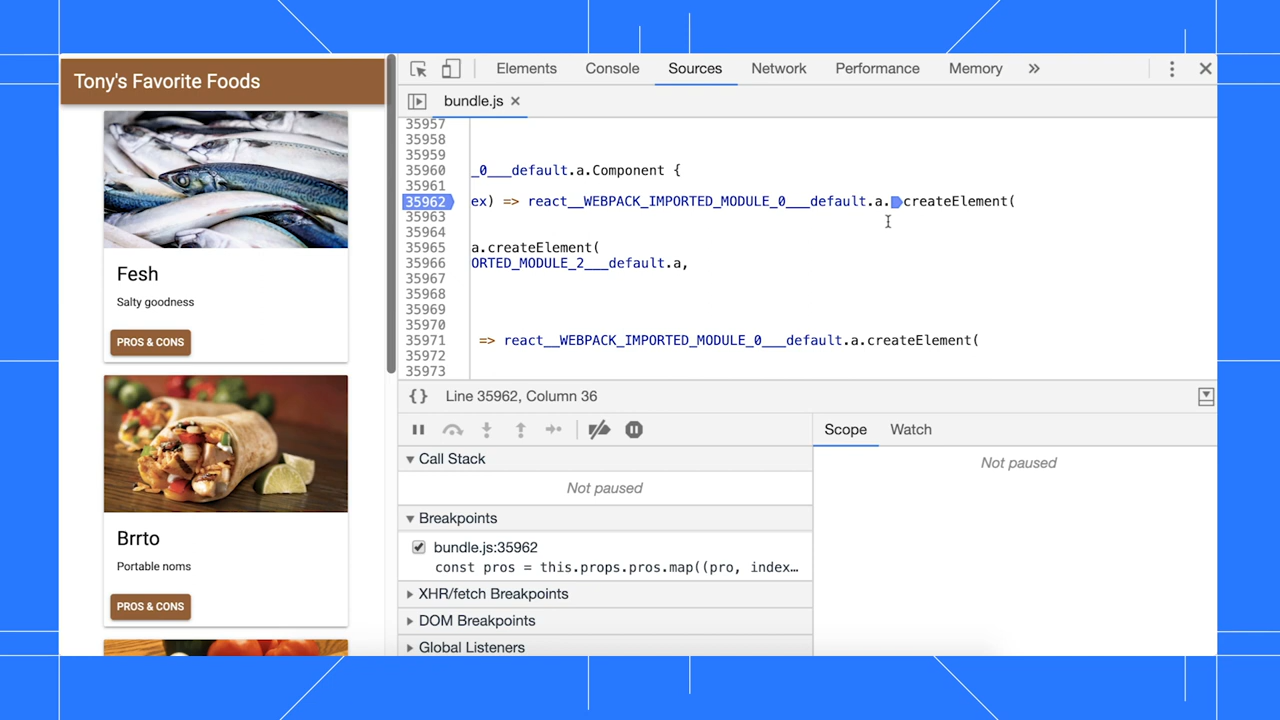 Tony's Favorite Foods
Fesh
Salty goodness
PROS & CONS
Brrto
Portable noms
PROS & CONS
Elements Console Sources Network Performance Memory »
bundle.js ×
35957
35958
35959
35960 _0___default.a.Component {
35961
35962 ex) => react__WEBPACK_IMPORTED_MODULE_0___default.a.createElement(
35963
35964
35965 a.createElement(
35966 ORTED_MODULE_2___default.a,
35967
35968
35969
35970
35971 => react__WEBPACK_IMPORTED_MODULE_0___default.a.createElement(
35972
35973
{} Line 35962, Column 36
Call Stack
Not paused
Breakpoints
bundle.js:35962
const pros = this.props.pros.map((pro, index…
XHR/fetch Breakpoints
DOM Breakpoints
Global Listeners
Scope Watch
Not paused